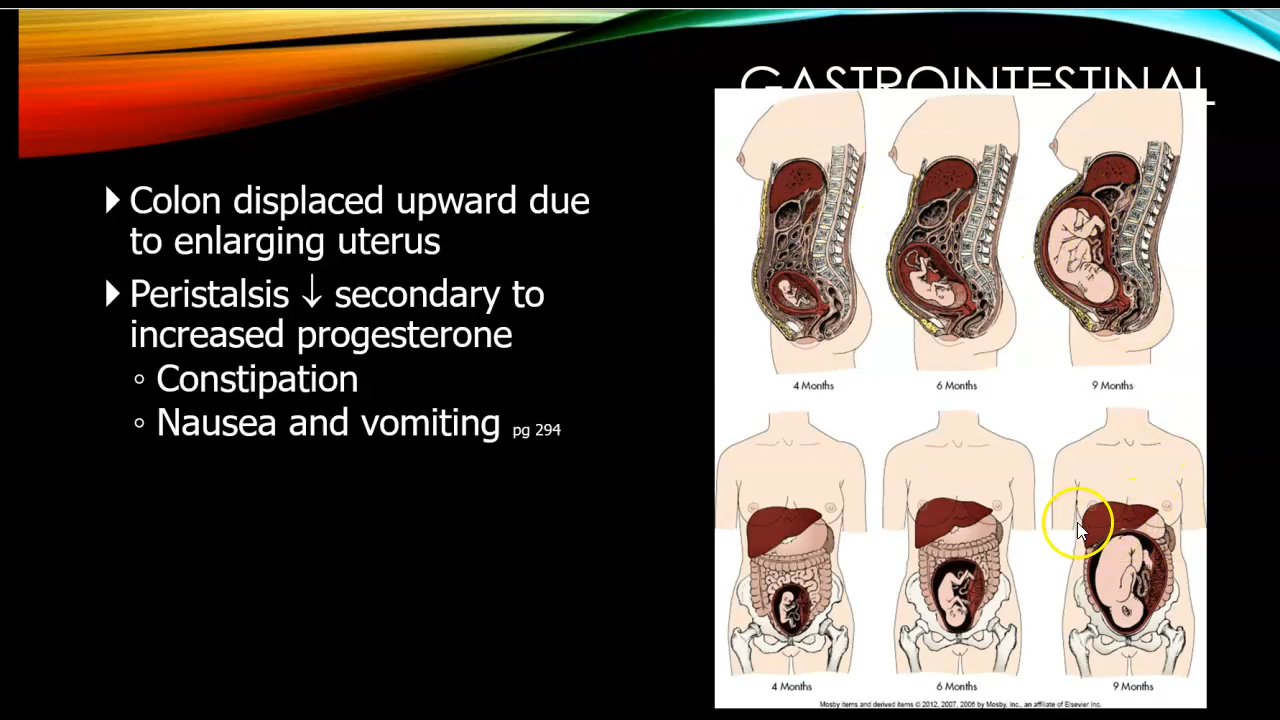 GASTROINTESTINAL
Colon displaced upward due
to enlarging uterus
Peristalsis ↓ secondary to
increased progesterone
◦ Constipation
◦ Nausea and vomiting pg 294
4 Months
6 Months
9 Months
4 Months
6 Months
9 Months
Mosby items and derived items © 2012, 2007, 2006 by Mosby, Inc., an affiliate of Elsevier Inc.